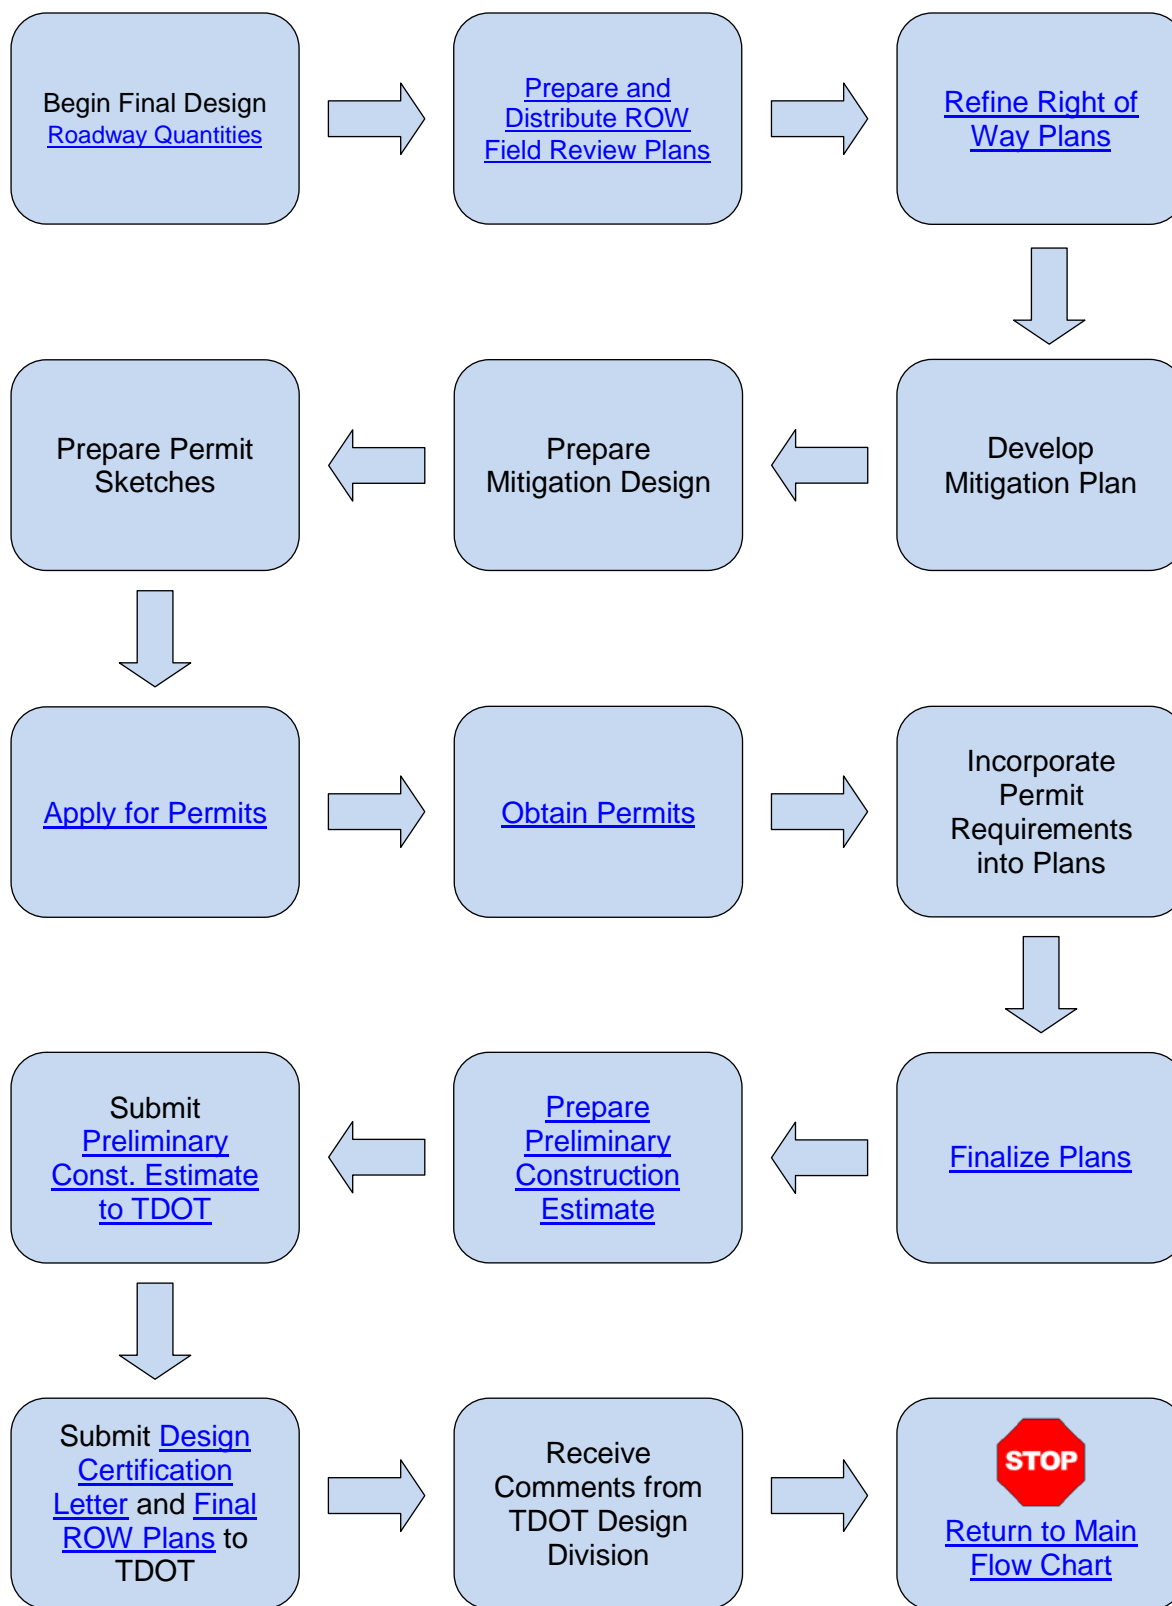 Begin Final Design
Roadway Quantities
Prepare and
Distribute ROW
Field Review Plans
Refine Right of
Way Plans
Develop
Mitigation Plan
Prepare
Mitigation Design
Prepare Permit
Sketches
Apply for Permits
Obtain Permits
Incorporate
Permit
Requirements
into Plans
Finalize Plans
Prepare
Preliminary
Construction
Estimate
Submit
Preliminary
Const. Estimate
to TDOT
Submit Design
Certification
Letter and Final
ROW Plans to
TDOT
Receive
Comments from
TDOT Design
Division
STOP
Return to Main
Flow Chart